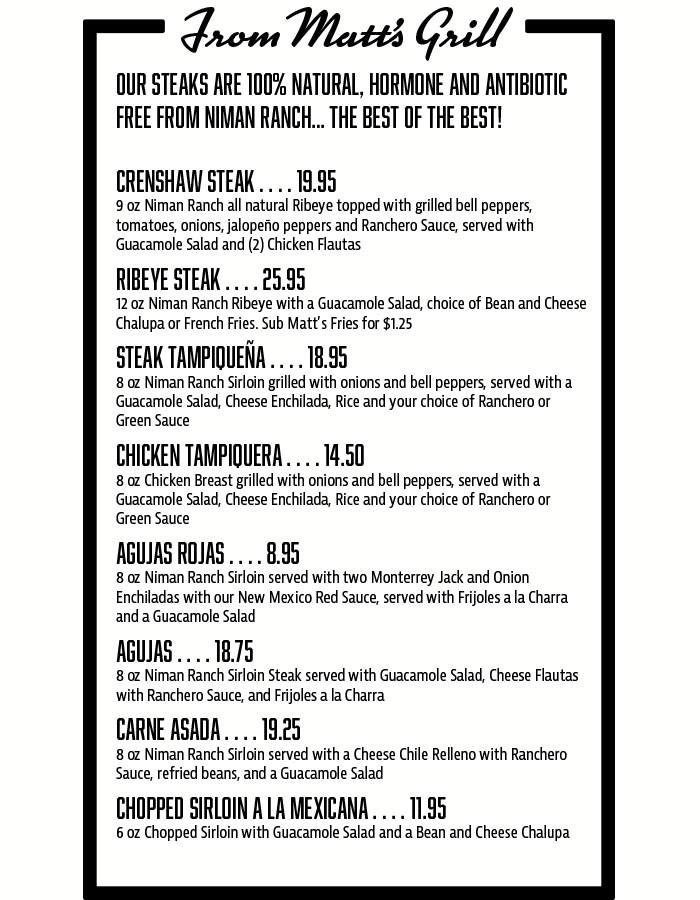 From Matt's Grill
OUR STEAKS ARE 100% NATURAL, HORMONE AND ANTIBIOTIC
FREE FROM NIMAN RANCH... THE BEST OF THE BEST!
CRENSHAW STEAK . . . . 19.95
9 oz Niman Ranch all natural Ribeye topped with grilled bell peppers,
tomatoes, onions, jalopeño peppers and Ranchero Sauce, served with
Guacamole Salad and (2) Chicken Flautas
RIBEYE STEAK . . . . 25.95
12 oz Niman Ranch Ribeye with a Guacamole Salad, choice of Bean and Cheese
Chalupa or French Fries. Sub Matt's Fries for $1.25
STEAK TAMPIQUEÑA . . . . 18.95
8 oz Niman Ranch Sirloin grilled with onions and bell peppers, served with a
Guacamole Salad, Cheese Enchilada, Rice and your choice of Ranchero or
Green Sauce
CHICKEN TAMPIQUERA . . . . 14.50
8 oz Chicken Breast grilled with onions and bell peppers, served with a
Guacamole Salad, Cheese Enchilada, Rice and your choice of Ranchero or
Green Sauce
AGUJAS ROJAS . . . . 8.95
8 oz Niman Ranch Sirloin served with two Monterrey Jack and Onion
Enchiladas with our New Mexico Red Sauce, served with Frijoles a la Charra
and a Guacamole Salad
AGUJAS . . . . 18.75
8 oz Niman Ranch Sirloin Steak served with Guacamole Salad, Cheese Flautas
with Ranchero Sauce, and Frijoles a la Charra
CARNE ASADA . . . . 19.25
8 oz Niman Ranch Sirloin served with a Cheese Chile Relleno with Ranchero
Sauce, refried beans, and a Guacamole Salad
CHOPPED SIRLOIN A LA MEXICANA . . . . 11.95
6 oz Chopped Sirloin with Guacamole Salad and a Bean and Cheese Chalupa